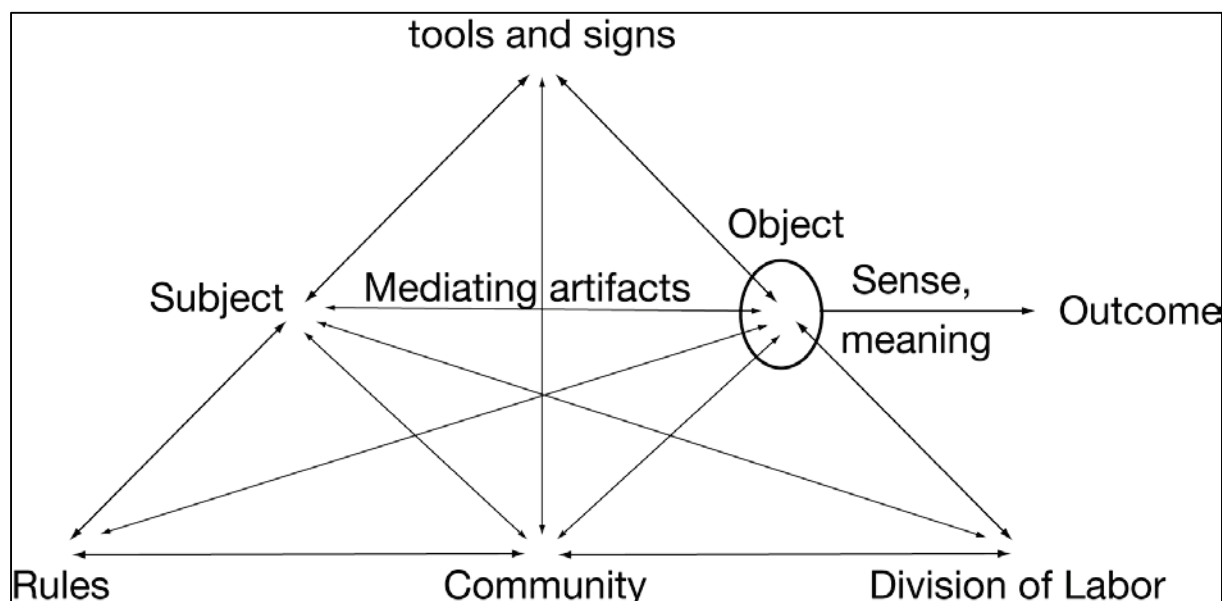 tools and signs
Object
Subject
Mediating artifacts
Sense,
meaning
Outcome
Rules
Community
Division of Labor